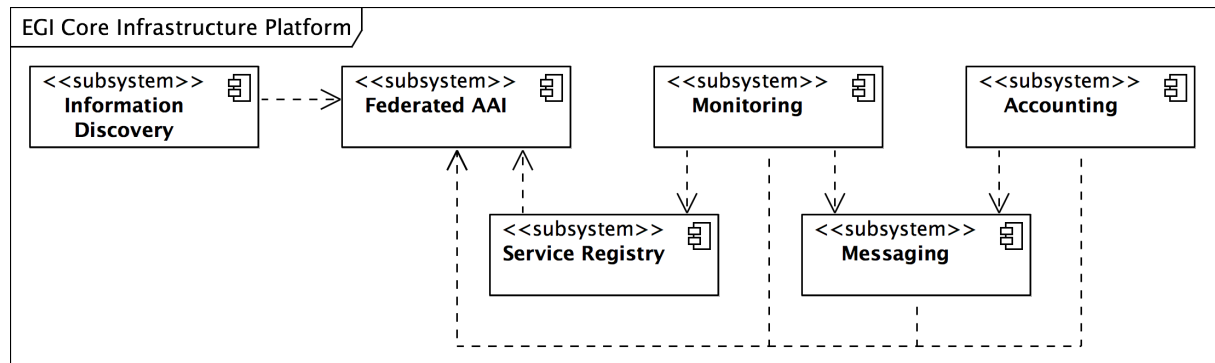 EGI Core Infrastructure Platform
<<subsystem>>
Information
Discovery
<<subsystem>>
Federated AAI
<<subsystem>>
Monitoring
<<subsystem>>
Accounting
<<subsystem>>
Service Registry
<<subsystem>>
Messaging